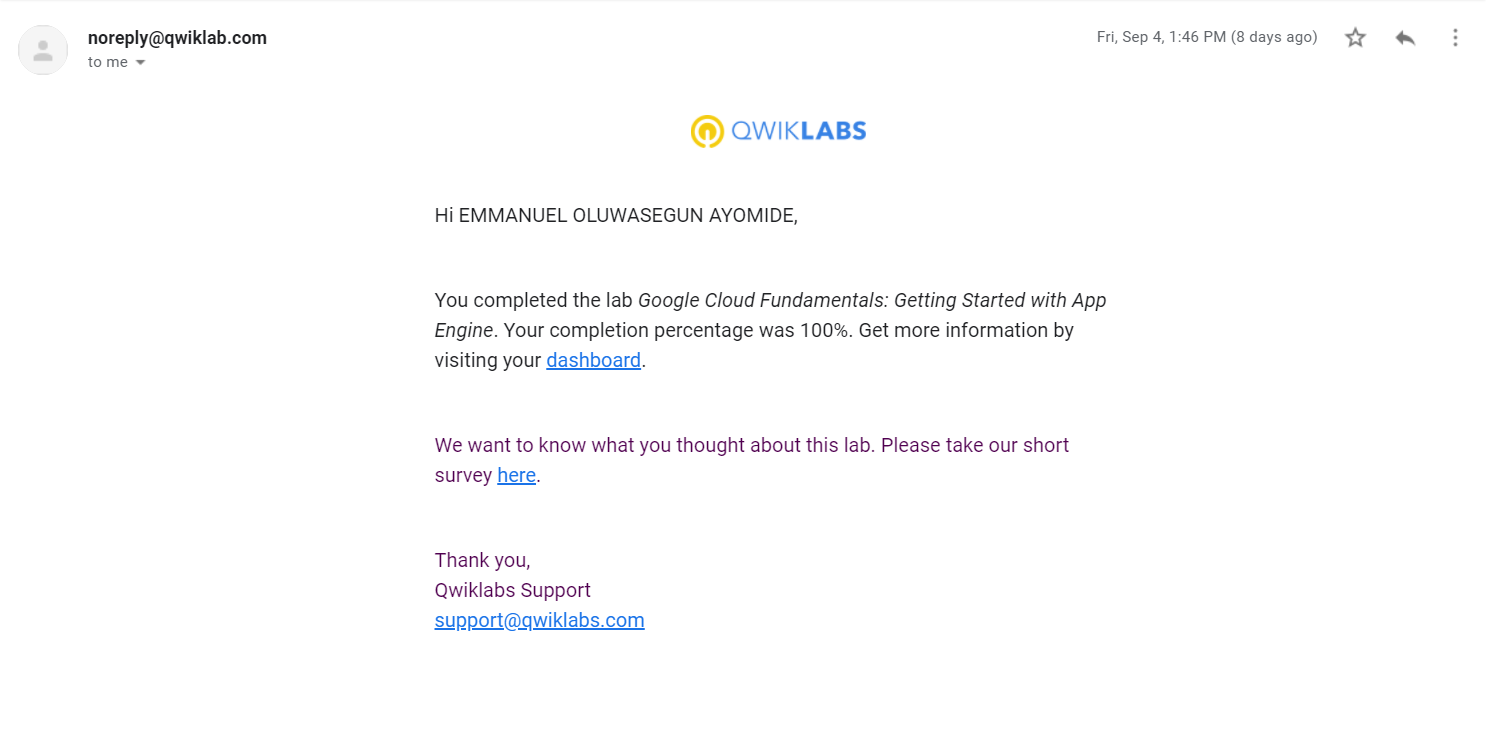 noreply@qwiklab.com
Fri, Sep 4, 1:46 PM (8 days ago)
to me
QWIKLABS
Hi EMMANUEL OLUWASEGUN AYOMIDE,
You completed the lab Google Cloud Fundamentals: Getting Started with App
Engine. Your completion percentage was 100%. Get more information by
visiting your dashboard.
We want to know what you thought about this lab. Please take our short
survey here.
Thank you,
Qwiklabs Support
support@qwiklabs.com